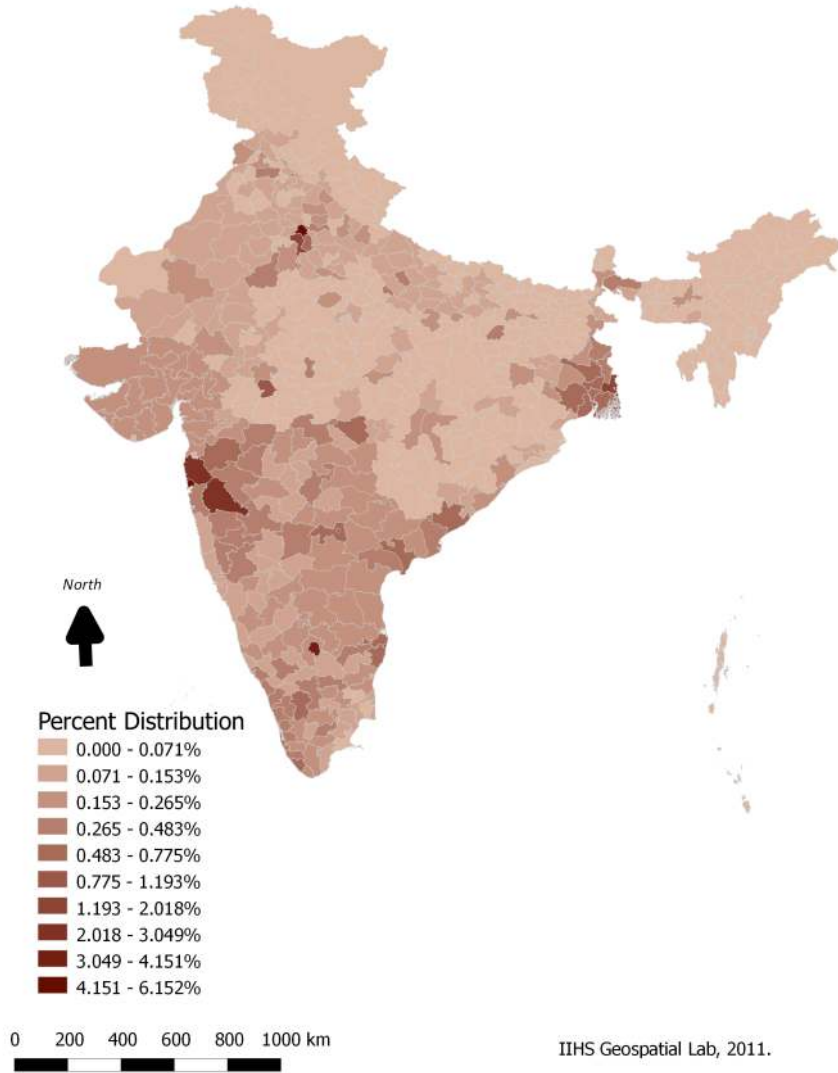 North
Percent Distribution
0.000 - 0.071%
0.071 - 0.153%
0.153 - 0.265%
0.265 - 0.483%
0.483 - 0.775%
0.775 - 1.193%
1.193 - 2.018%
2.018 - 3.049%
3.049 - 4.151%
4.151 - 6.152%
0 200 400 600 800 1000 km
IIHS Geospatial Lab, 2011.